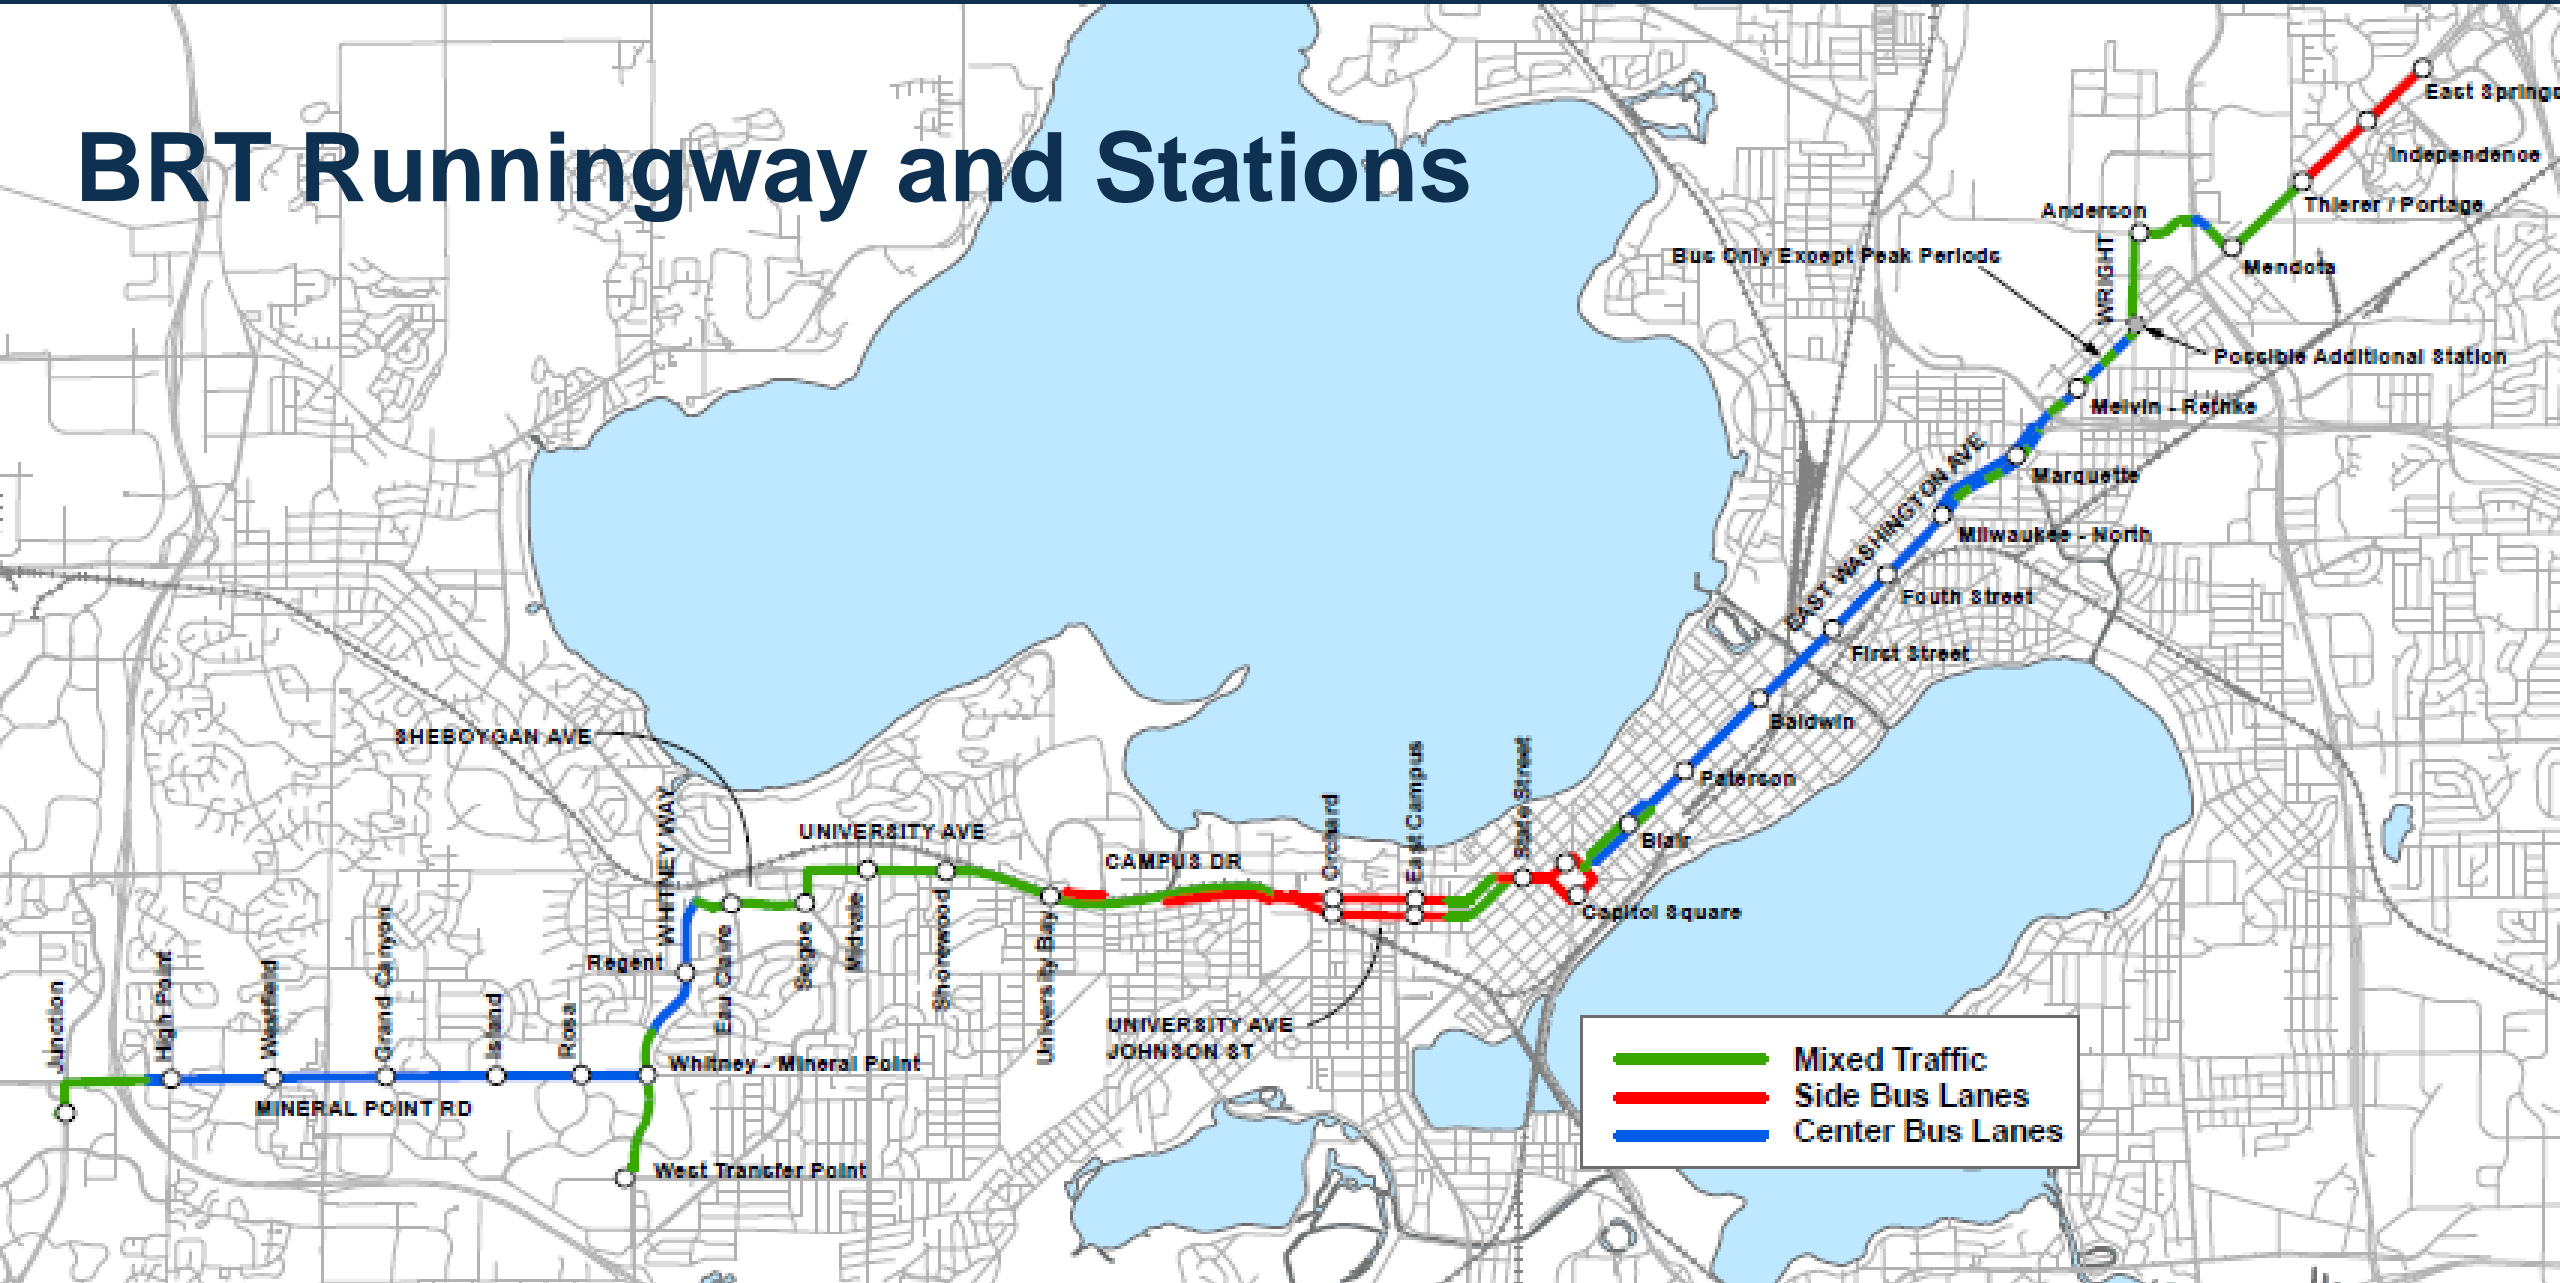 BRT Runningway and Stations
East Springs
Independence
Thierer / Portage
Anderson
Mendota
Bus Only Except Peak Periods
WRIGHT
Possible Additional Station
Melvin - Rethke
Marquette
EAST WASHINGTON AVE
Milwaukee - North
Fouth Street
First Street
Baldwin
Paterson
Blair
Capitol Square
State Street
East Campus
Orchard
CAMPUS DR
UNIVERSITY AVE
JOHNSON ST
UNIVERSITY AVE
University Bay
Shorewood
Midvale
Segoe
Eau Claire
SHEBOYGAN AVE
WHITNEY WAY
Regent
Whitney - Mineral Point
West Transfer Point
Rosa
Island
Grand Canyon
Westfield
High Point
Junction
MINERAL POINT RD
Mixed Traffic
Side Bus Lanes
Center Bus Lanes